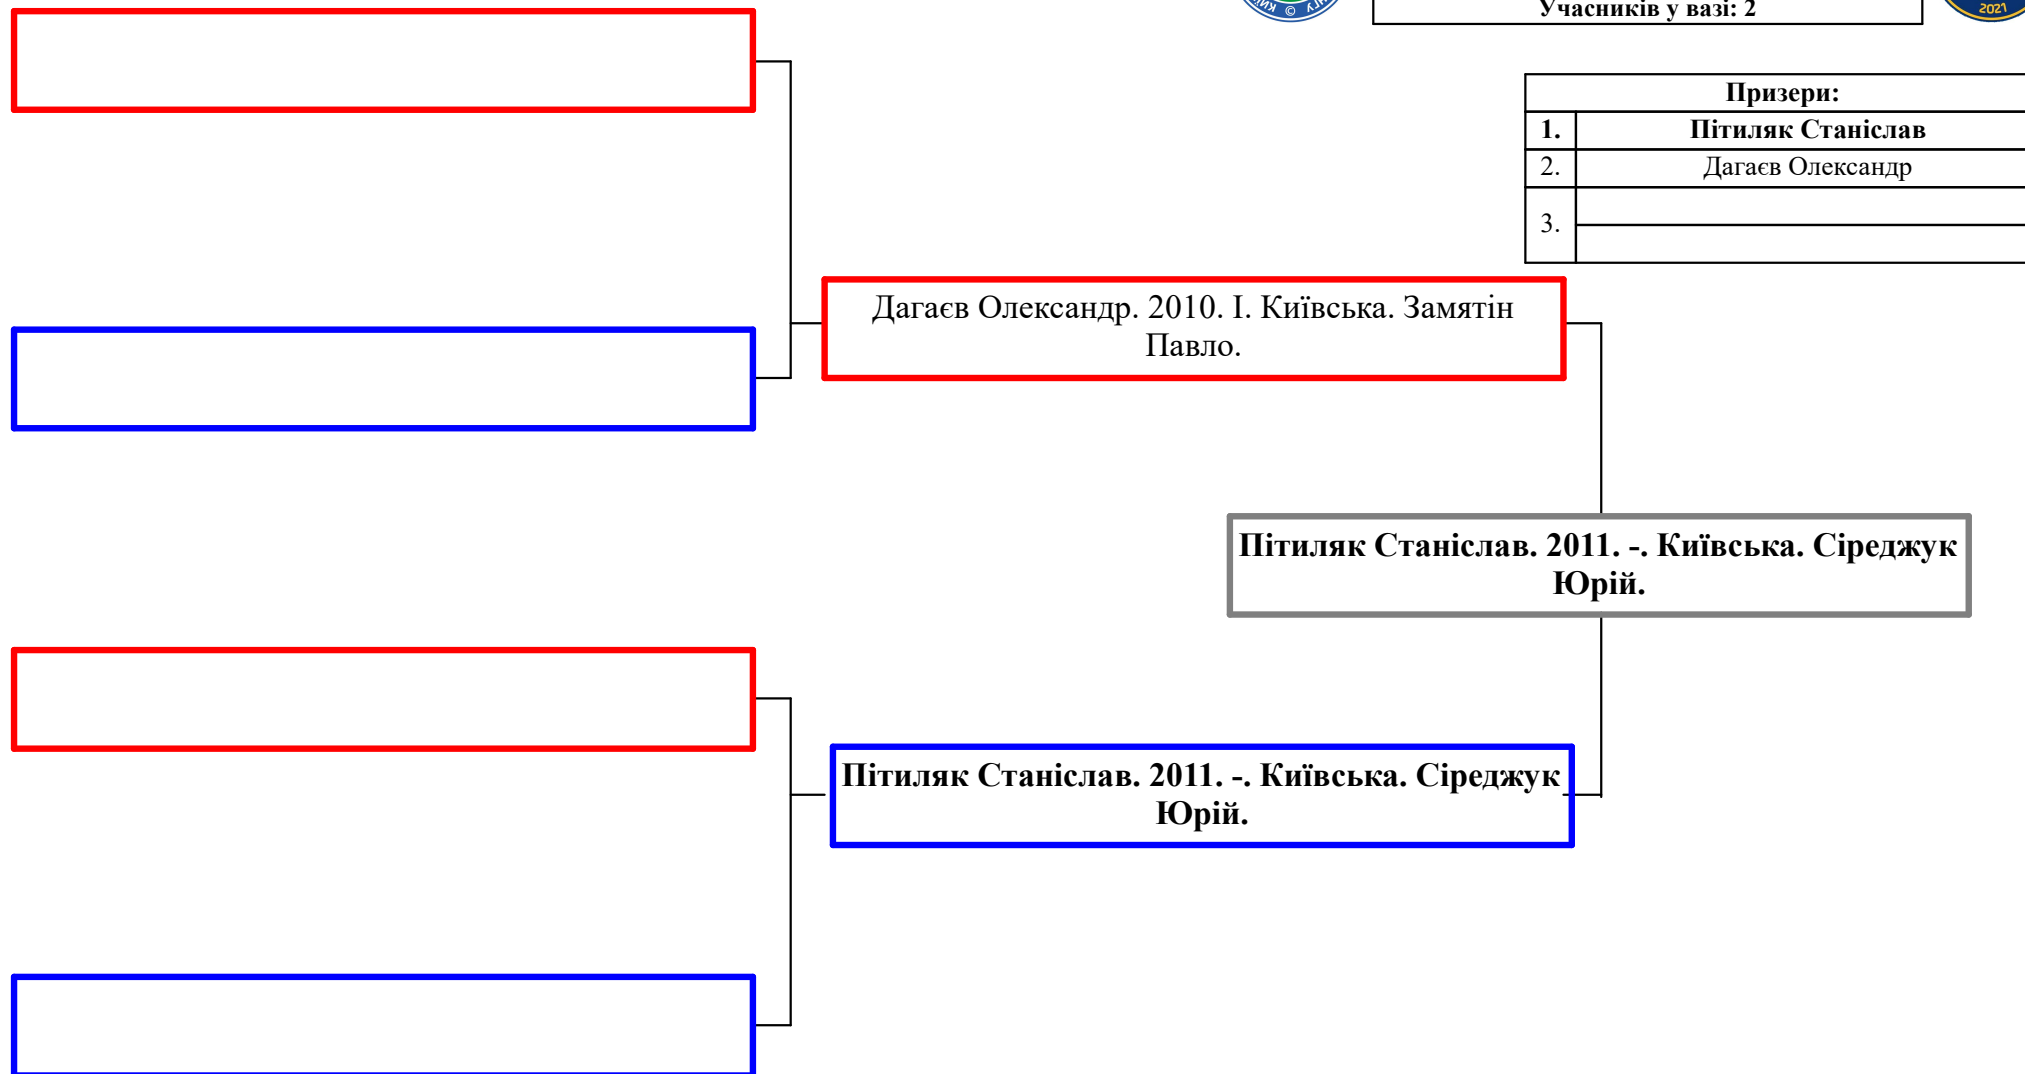 Учасників у вазі: 2
2021
Призери:
1. Пітиляк Станіслав
2. Дагаєв Олександр
3.
Дагаєв Олександр. 2010. І. Київська. Замятін
Павло.
Пітиляк Станіслав. 2011. -. Київська. Сіреджук
Юрій.
Пітиляк Станіслав. 2011. -. Київська. Сіреджук
Юрій.